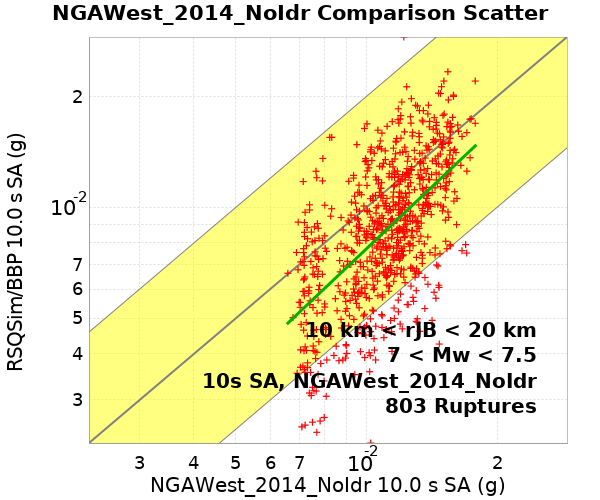 NGAWest_2014_NoIdr Comparison Scatter
RSQSim/BBP 10.0 s SA (g)
2
10-2
7
6
5
4
3
10 km < rJB < 20 km
7 < Mw < 7.5
10s SA, NGAWest_2014_NoIdr
803 Ruptures
3 4 5 6 7 10-2 2
NGAWest_2014_NoIdr 10.0 s SA (g)